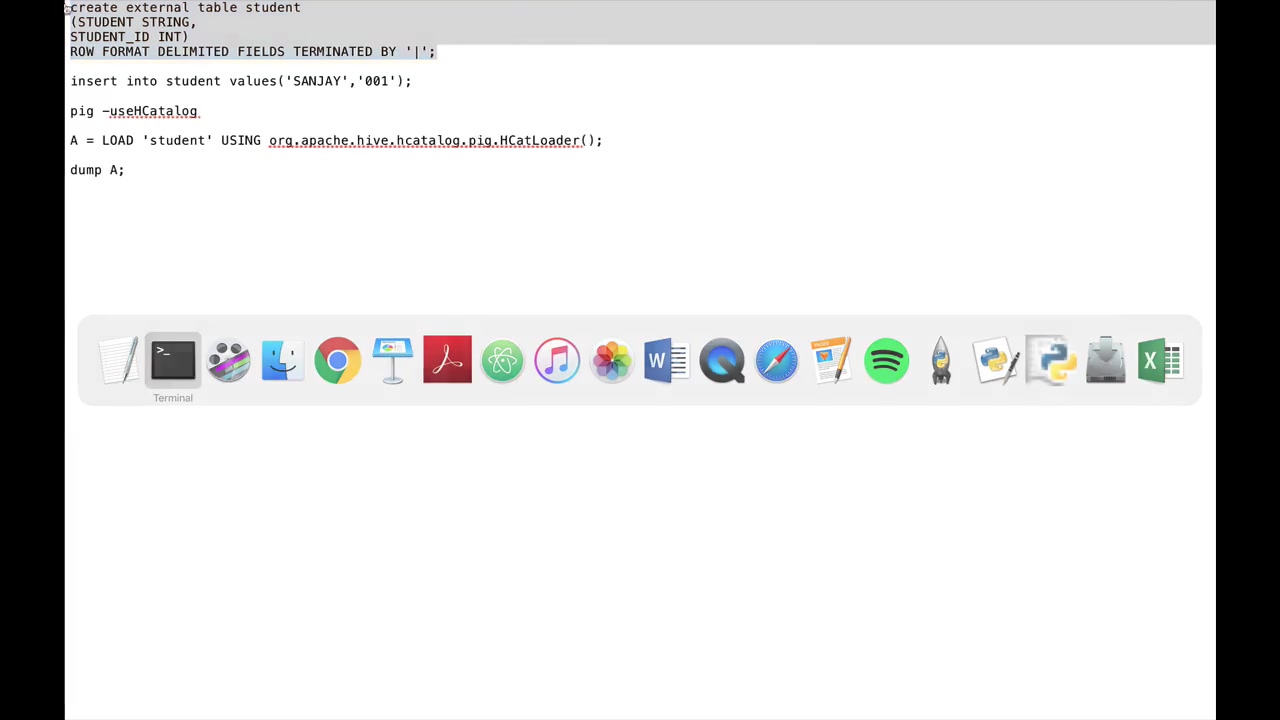 create external table student
(STUDENT STRING,
STUDENT_ID INT)
ROW FORMAT DELIMITED FIELDS TERMINATED BY '|';
insert into student values('SANJAY','001');
pig -useHCatalog
A = LOAD 'student' USING org.apache.hive.hcatalog.pig.HCatLoader();
dump A;
>_
W
X
Terminal